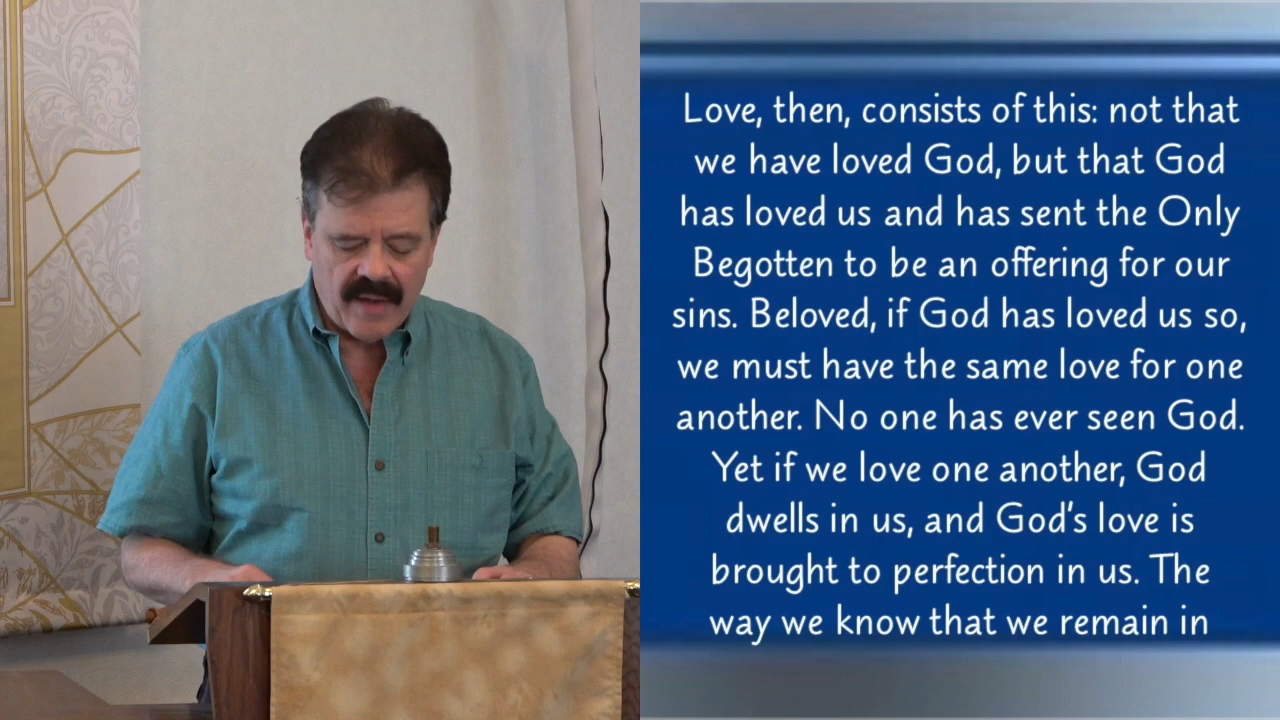 Love, then, consists of this: not that
we have loved God, but that God
has loved us and has sent the Only
Begotten to be an offering for our
sins. Beloved, if God has loved us so,
we must have the same love for one
another. No one has ever seen God.
Yet if we love one another, God
dwells in us, and God's love is
brought to perfection in us. The
way we know that we remain in